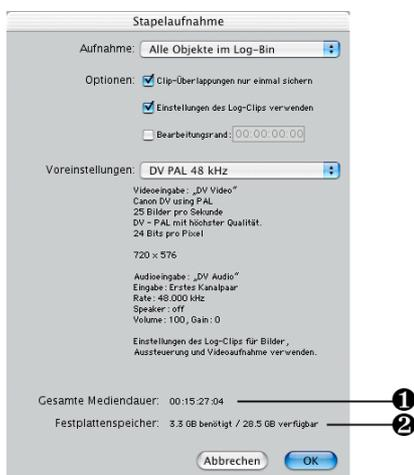 Stapelaufnahme
Aufnahme: Alle Objekte im Log-Bin
Optionen: Clip-Überlappungen nur einmal sichern
Einstellungen des Log-Clips verwenden
Bearbeitungsrand: 00:00:00:00
Voreinstellungen: DV PAL 48 kHz
Videoeingabe: „DV Video"
Canon DV using PAL
25 Bilder pro Sekunde
DV - PAL mit höchster Qualität.
24 Bits pro Pixel
720 x 576
Audioeingabe: „DV Audio"
Eingabe: Erstes Kanalpaar
Rate: 48.000 kHz
Speaker: off
Volume: 100, Gain: 0
Einstellungen des Log-Clips für Bilder,
Aussteuerung und Videoaufnahme verwenden.
Gesamte Mediendauer: 00:15:27:04 ❶
Festplattenspeicher: 3.3 GB benötigt / 28.5 GB verfügbar ❷
Abbrechen OK